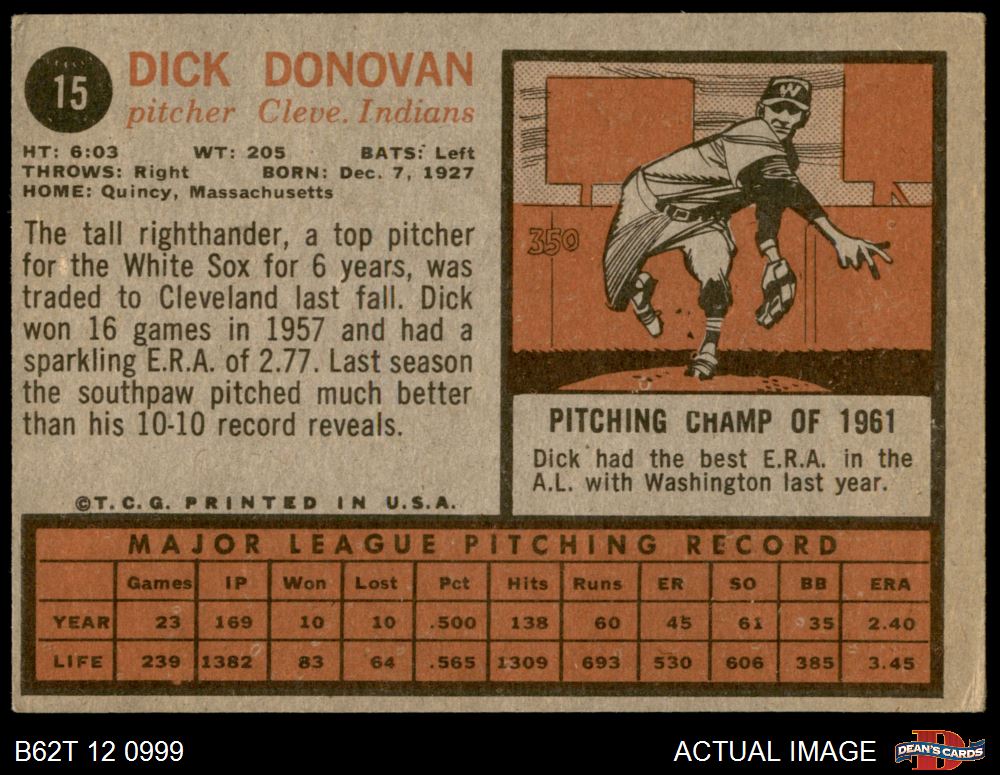 15
DICK DONOVAN
pitcher Cleve. Indians
HT: 6:03 WT: 205 BATS: Left
THROWS: Right BORN: Dec. 7, 1927
HOME: Quincy, Massachusetts
The tall righthander, a top pitcher
for the White Sox for 6 years, was
traded to Cleveland last fall. Dick
won 16 games in 1957 and had a
sparkling E.R.A. of 2.77. Last season
the southpaw pitched much better
than his 10-10 record reveals.
©T.C.G. PRINTED IN U.S.A.
W
350
PITCHING CHAMP OF 1961
Dick had the best E.R.A. in the
A.L. with Washington last year.
MAJOR LEAGUE PITCHING RECORD
Games IP Won Lost Pct Hits Runs ER SO BB ERA
YEAR 23 169 10 10 .500 138 60 45 61 35 2.40
LIFE 239 1382 83 64 .565 1309 693 530 606 385 3.45
B62T 12 0999
ACTUAL IMAGE
D
DEAN'S CARDS